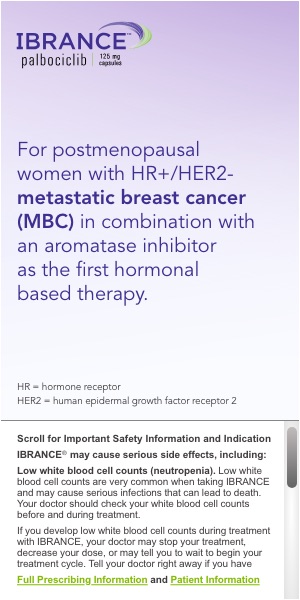 IBRANCE™
palbociclib | 125 mg capsules
For postmenopausal
women with HR+/HER2-
metastatic breast cancer
(MBC) in combination with
an aromatase inhibitor
as the first hormonal
based therapy.
HR = hormone receptor
HER2 = human epidermal growth factor receptor 2
Scroll for Important Safety Information and Indication
IBRANCE® may cause serious side effects, including:
Low white blood cell counts (neutropenia). Low white
blood cell counts are very common when taking IBRANCE
and may cause serious infections that can lead to death.
Your doctor should check your white blood cell counts
before and during treatment.
If you develop low white blood cell counts during treatment
with IBRANCE, your doctor may stop your treatment,
decrease your dose, or may tell you to wait to begin your
treatment cycle. Tell your doctor right away if you have
Full Prescribing Information and Patient Information